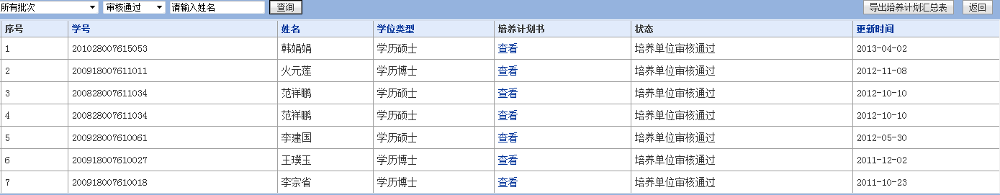 所有批次 审核通过 请输入姓名 查询 导出培养计划汇总表 返回
序号 学号 姓名 学位类型 培养计划书 状态 更新时间
1 201028007615053 韩娟娟 学历硕士 查看 培养单位审核通过 2013-04-02
2 200918007611011 火元莲 学历博士 查看 培养单位审核通过 2012-11-08
3 200828007611034 范祥鹏 学历硕士 查看 培养单位审核通过 2012-10-10
4 200828007611034 范祥鹏 学历硕士 查看 培养单位审核通过 2012-10-10
5 200928007610061 李建国 学历硕士 查看 培养单位审核通过 2012-05-30
6 200918007610027 王璞玉 学历博士 查看 培养单位审核通过 2011-12-02
7 200918007610018 李宗省 学历博士 查看 培养单位审核通过 2011-10-23